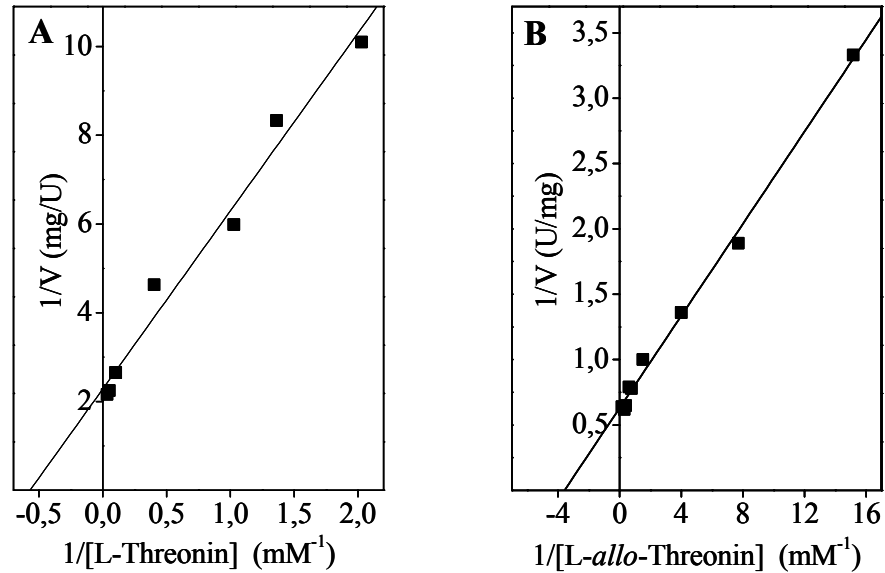 A
10
8
6
4
2
1/V (mg/U)
-0,5 0,0 0,5 1,0 1,5 2,0
1/[L-Threonin] (mM⁻¹)
B
3,5
3,0
2,5
2,0
1,5
1,0
0,5
1/V (U/mg)
-4 0 4 8 12 16
1/[L-allo-Threonin] (mM⁻¹)